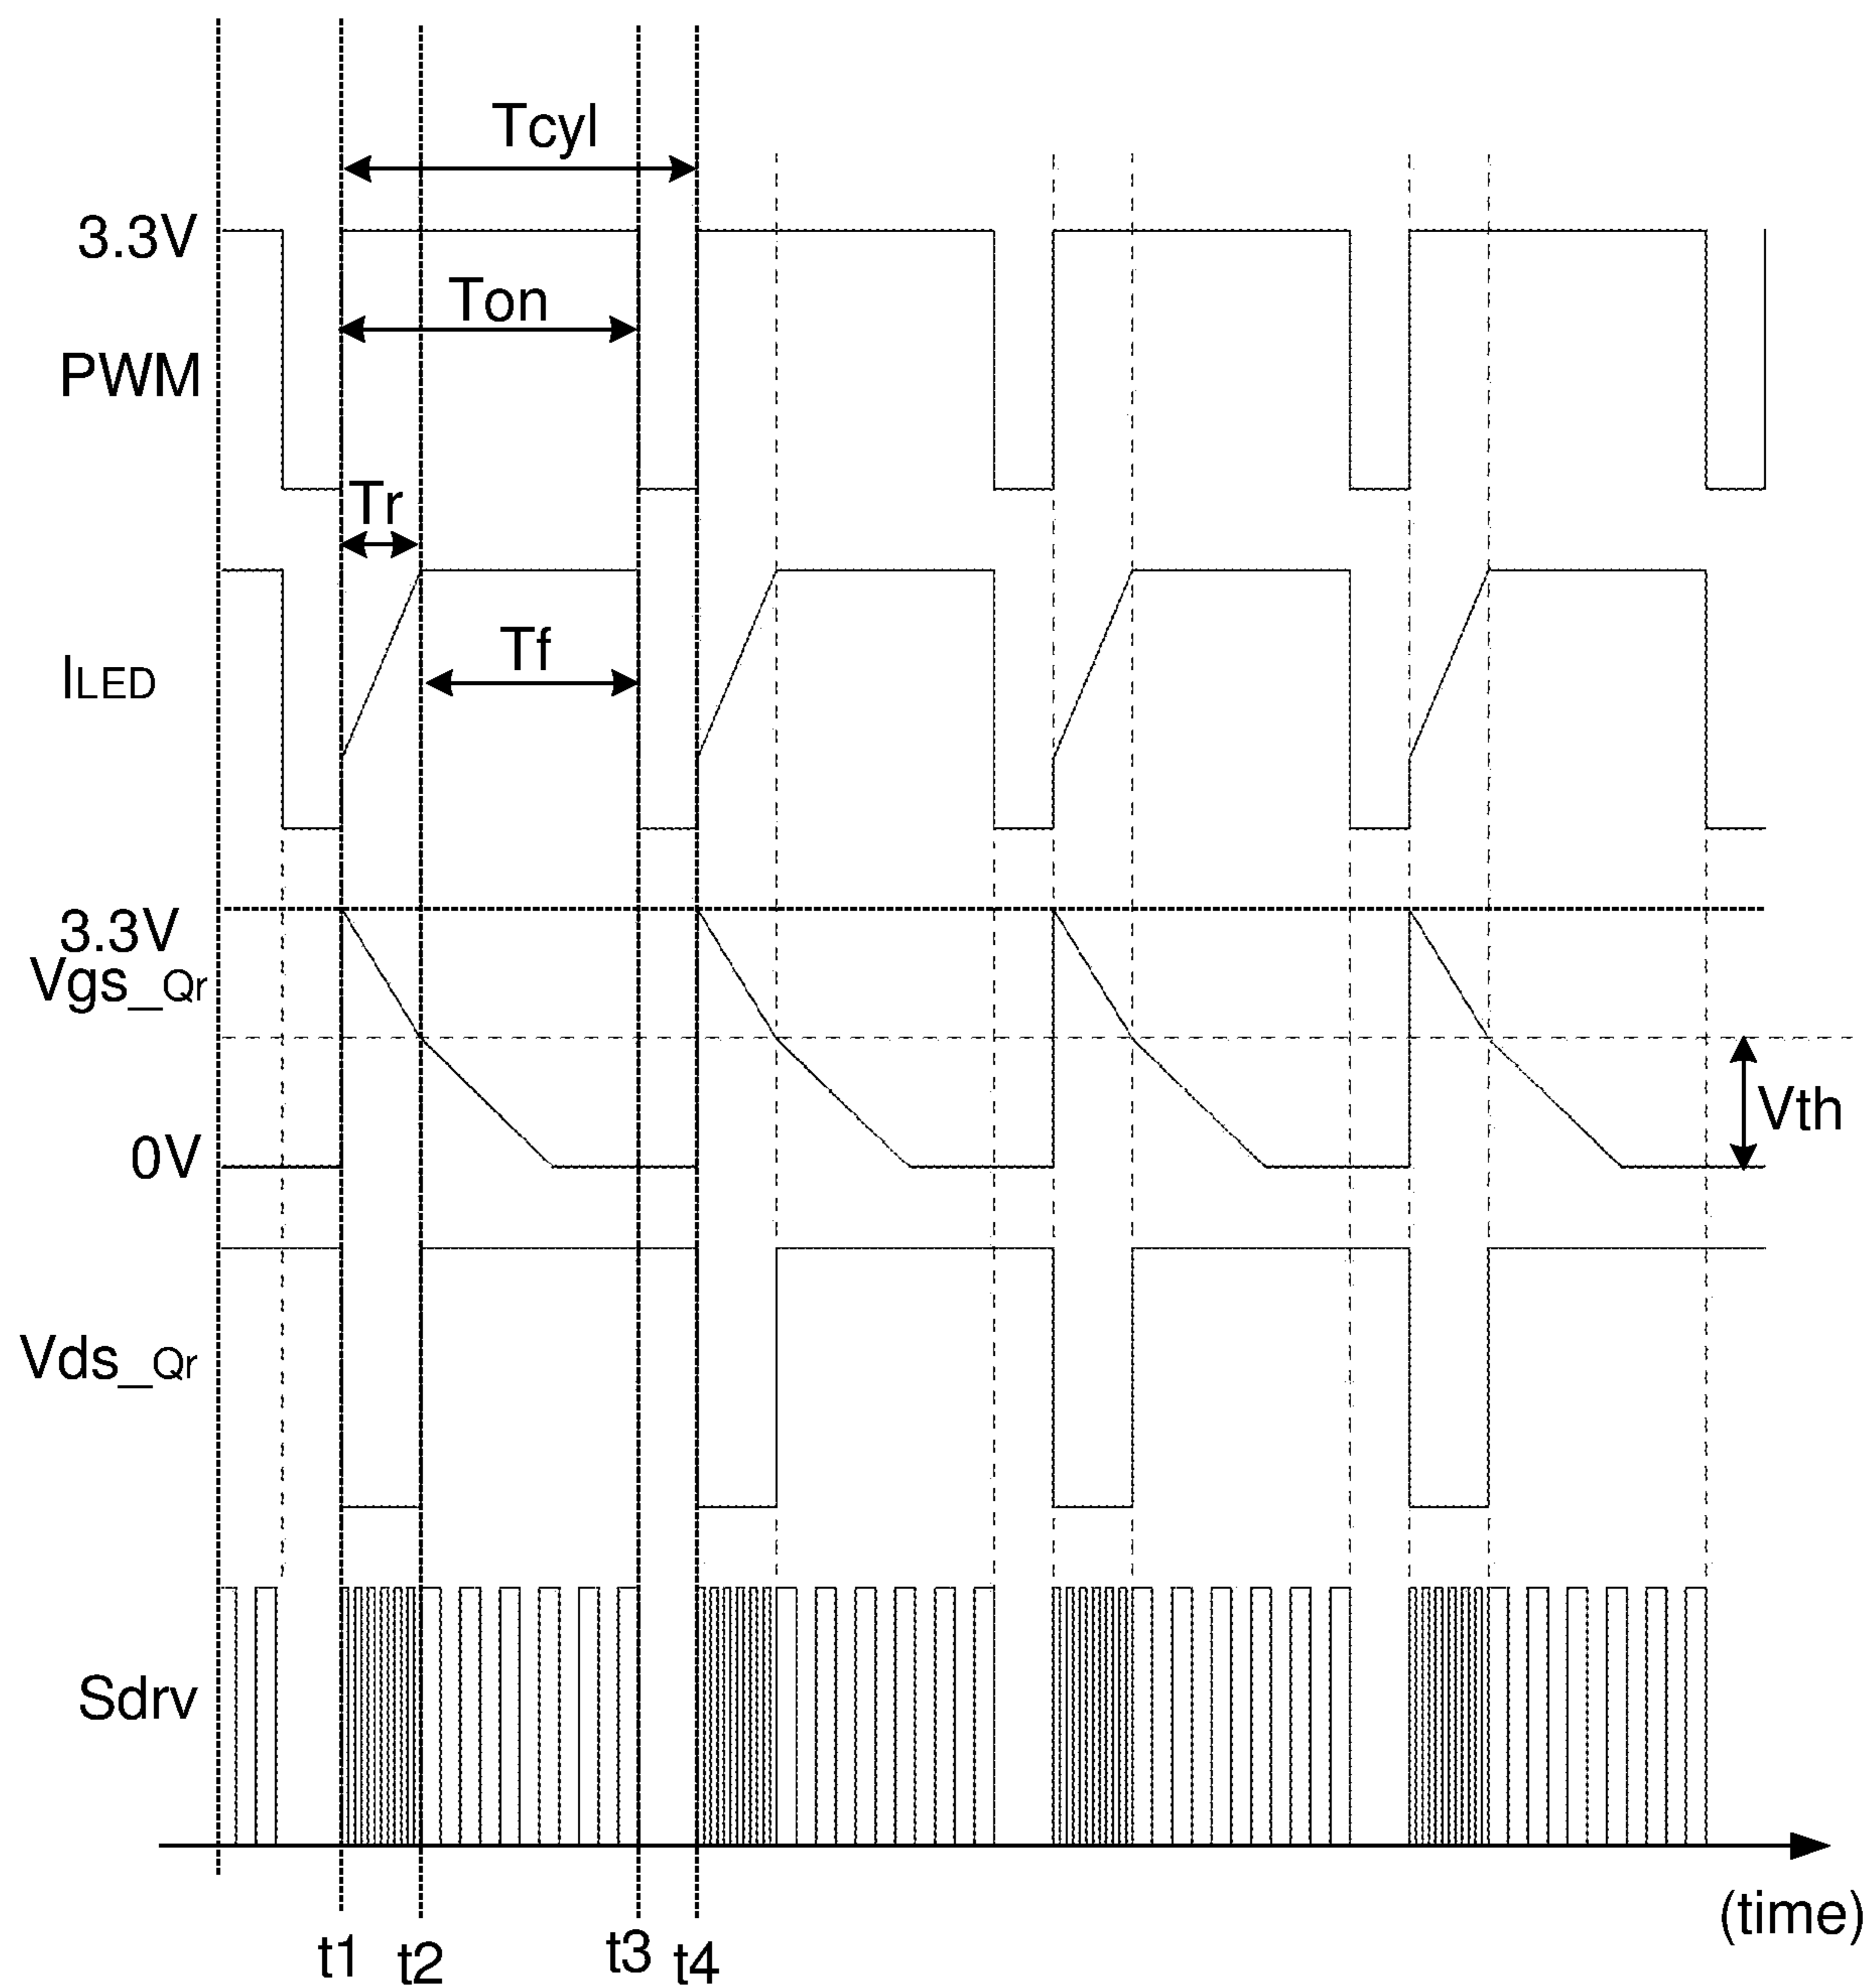 Tcyl
3.3V
Ton
PWM
Tr
Tf
ILED
3.3V
Vgs_Qr
Vth
0V
Vds_Qr
Sdrv
(time)
t1 t2 t3 t4